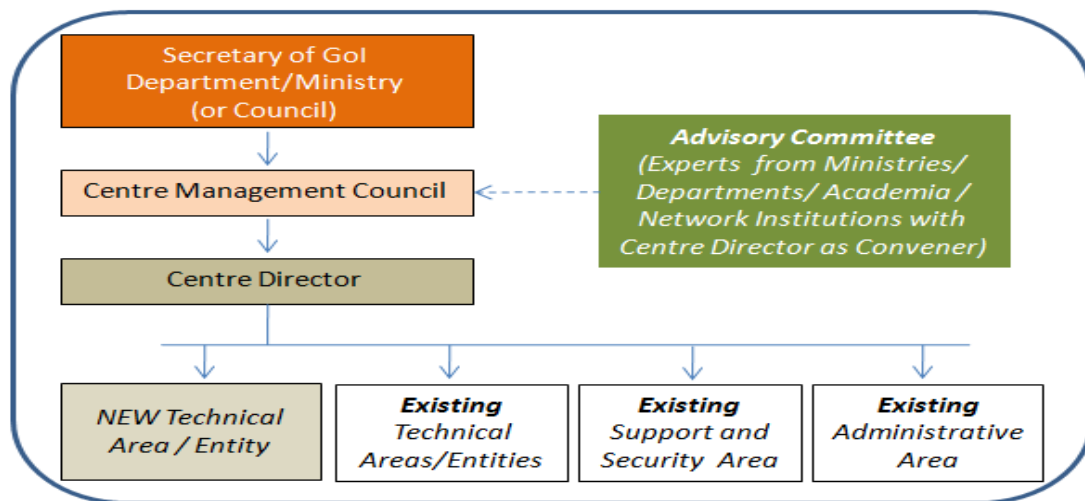 Secretary of GoI
Department/Ministry
(or Council)
Advisory Committee
(Experts from Ministries/
Departments/ Academia /
Network Institutions with
Centre Director as Convener)
Centre Management Council
Centre Director
NEW Technical
Area / Entity
Existing
Technical
Areas/Entities
Existing
Support and
Security Area
Existing
Administrative
Area